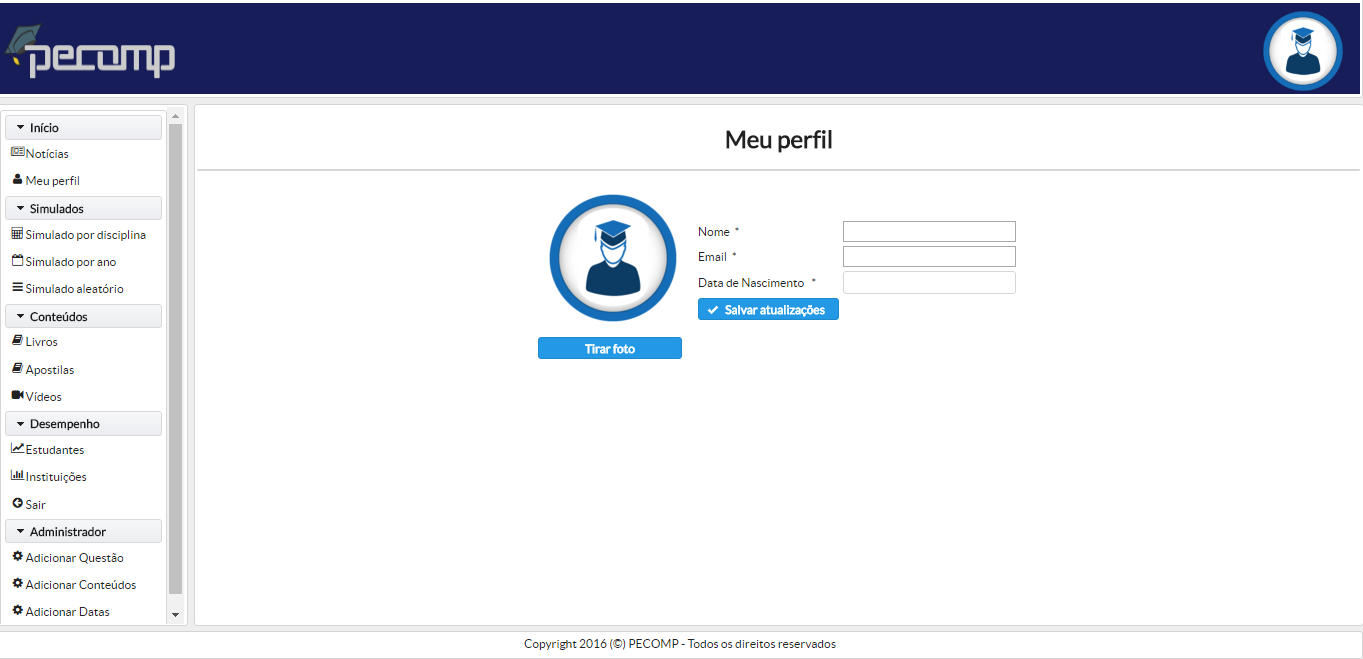 pecomp
Início
Notícias
Meu perfil
Simulados
Simulado por disciplina
Simulado por ano
Simulado aleatório
Conteúdos
Livros
Apostilas
Vídeos
Desempenho
Estudantes
Instituições
Sair
Administrador
Adicionar Questão
Adicionar Conteúdos
Adicionar Datas
Meu perfil
Nome *
Email *
Data de Nascimento *
Salvar atualizações
Tirar foto
Copyright 2016 (©) PECOMP - Todos os direitos reservados